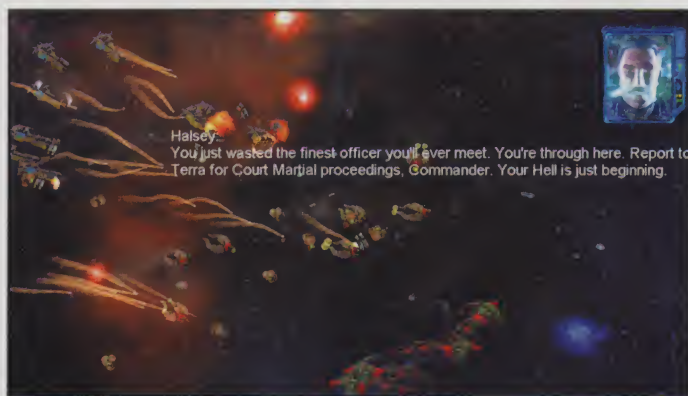 Halsey
You just wasted the finest officer you'll ever meet. You're through here. Report to
Terra for Court Martial proceedings, Commander. Your Hell is just beginning.